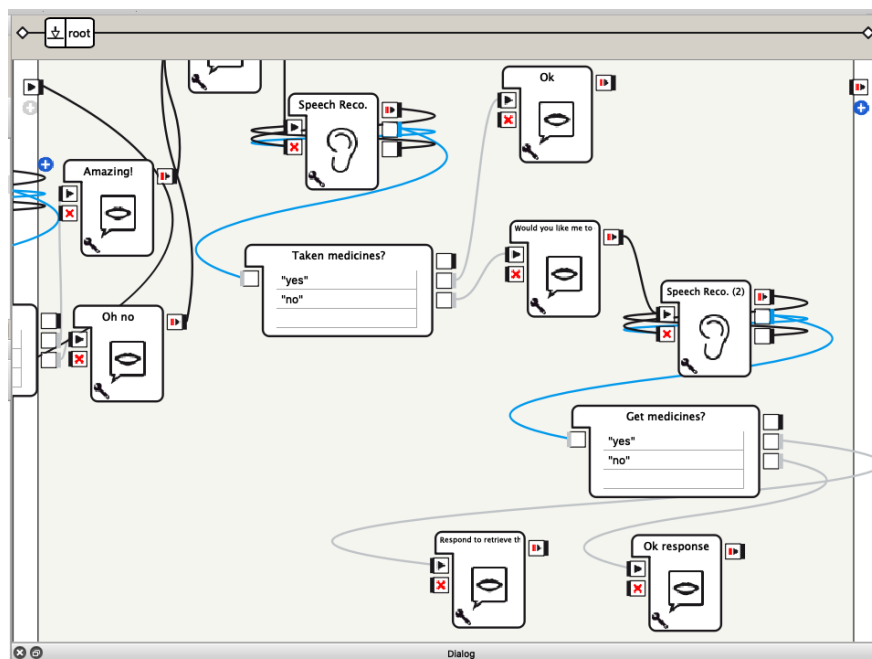 root
Ok
Speech Reco.
Amazing!
Would you like me to
Taken medicines?
"yes"
"no"
Speech Reco. (2)
Oh no
Get medicines?
"yes"
"no"
Respond to retrieve th
Ok response
Dialog